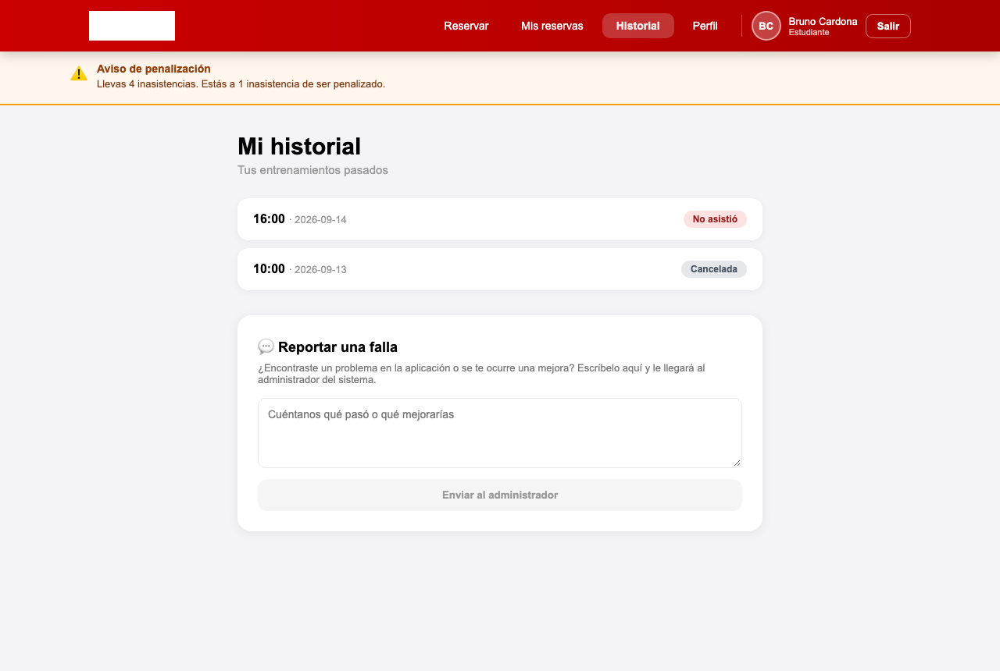 Reservar
Mis reservas
Historial
Perfil
BC
Bruno Cardona
Estudiante
Salir
Aviso de penalización
Llevas 4 inasistencias. Estás a 1 inasistencia de ser penalizado.
Mi historial
Tus entrenamientos pasados
16:00 · 2026-09-14
No asistió
10:00 · 2026-09-13
Cancelada
Reportar una falla
¿Encontraste un problema en la aplicación o se te ocurre una mejora? Escríbelo aquí y le llegará al
administrador del sistema.
Cuéntanos qué pasó o qué mejorarías
Enviar al administrador